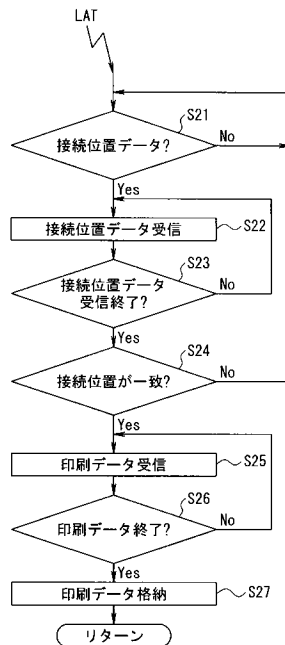 LAT
S21
接続位置データ?
No
Yes
接続位置データ受信
S22
S23
接続位置データ
受信終了?
No
Yes
S24
接続位置が一致?
No
Yes
印刷データ受信
S25
S26
印刷データ終了?
No
Yes
印刷データ格納
S27
リターン